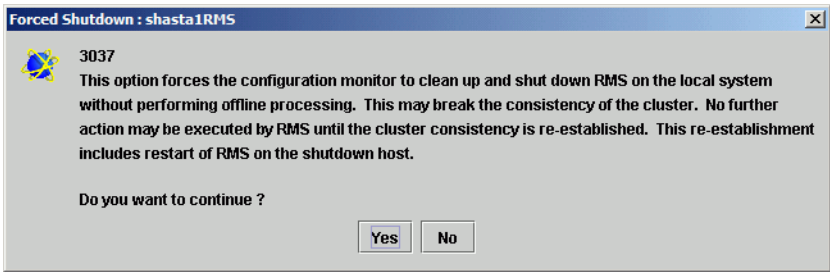 Forced Shutdown : shasta1RMS
3037
This option forces the configuration monitor to clean up and shut down RMS on the local system
without performing offline processing.  This may break the consistency of the cluster.  No further
action may be executed by RMS until the cluster consistency is re-established.  This re-establishment
includes restart of RMS on the shutdown host.
Do you want to continue ?
Yes No